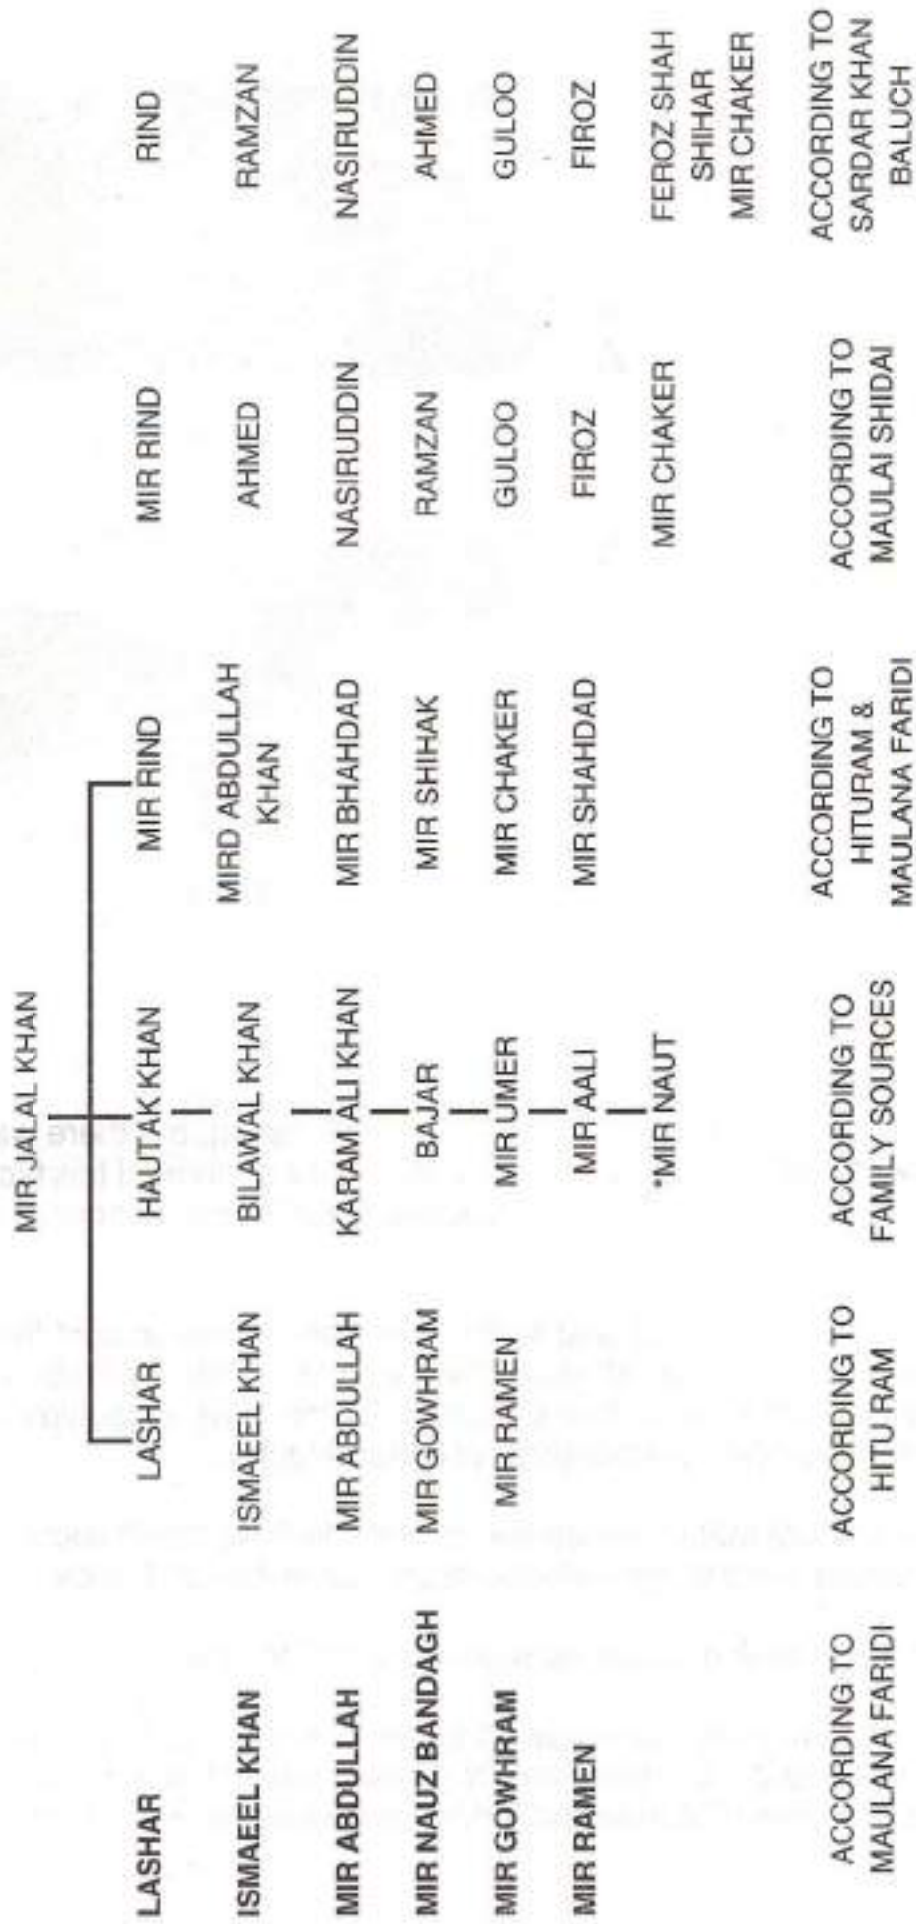 MIR JALAL KHAN
LASHAR
LASHAR
HAUTAK KHAN
MIR RIND
MIR RIND
RIND
ISMAEEL KHAN
ISMAEEL KHAN
BILAWAL KHAN
MIRD ABDULLAH
KHAN
AHMED
RAMZAN
MIR ABDULLAH
MIR ABDULLAH
KARAM ALI KHAN
MIR BHAHDAD
NASIRUDDIN
NASIRUDDIN
MIR NAUZ BANDAGH
MIR GOWHRAM
BAJAR
MIR SHIHAK
RAMZAN
AHMED
MIR GOWHRAM
MIR RAMEN
MIR UMER
MIR CHAKER
GULOO
GULOO
MIR RAMEN
MIR AALI
MIR SHAHDAD
FIROZ
FIROZ
*MIR NAUT
MIR CHAKER
FEROZ SHAH
SHIHAR
MIR CHAKER
ACCORDING TO
MAULANA FARIDI
ACCORDING TO
HITU RAM
ACCORDING TO
FAMILY SOURCES
ACCORDING TO
HITURAM &
MAULANA FARIDI
ACCORDING TO
MAULAI SHIDAI
ACCORDING TO
SARDAR KHAN
BALUCH